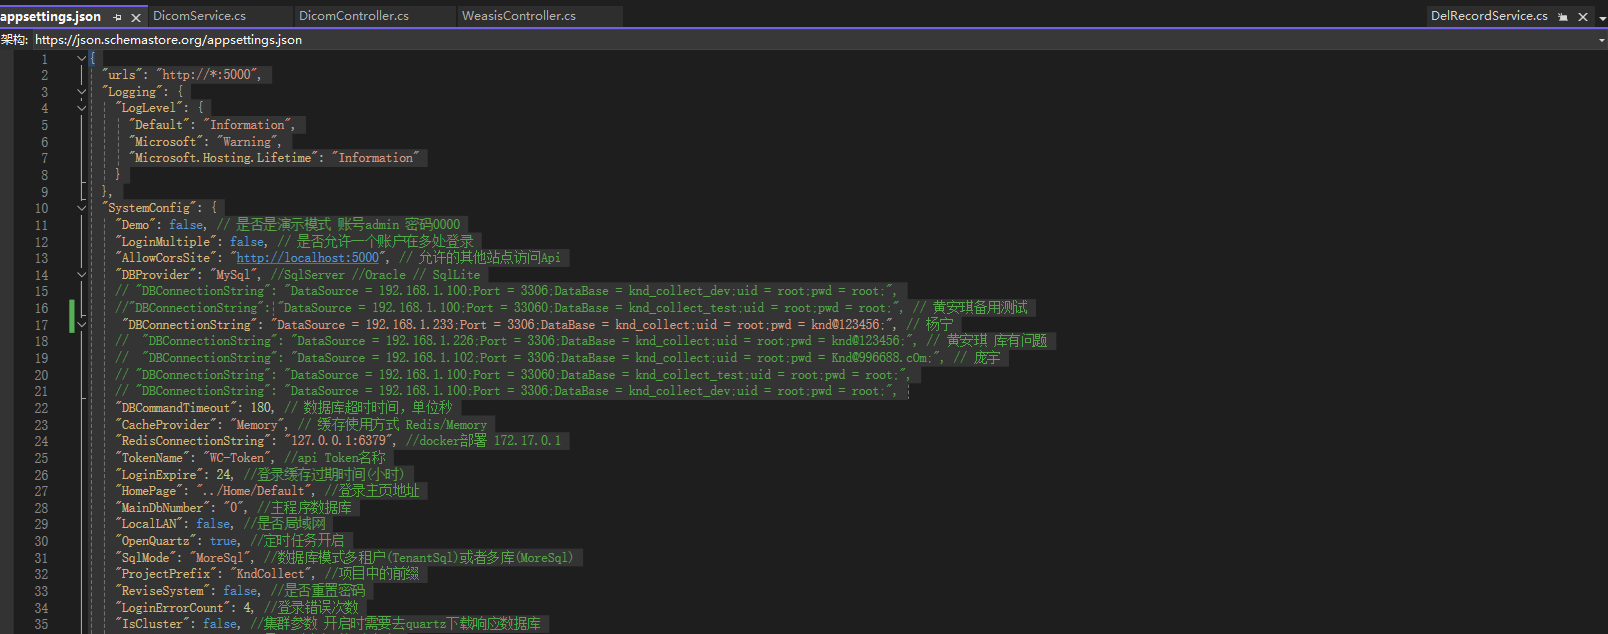 appsettings.json DicomService.cs DicomController.cs WeasisController.cs DelRecordService.cs
架构: https://json.schemastore.org/appsettings.json
1 {
2 "urls": "http://*:5000",
3 "Logging": {
4 "LogLevel": {
5 "Default": "Information",
6 "Microsoft": "Warning",
7 "Microsoft.Hosting.Lifetime": "Information"
8 }
9 },
10 "SystemConfig": {
11 "Demo": false, // 是否是演示模式 账号admin 密码0000
12 "LoginMultiple": false, // 是否允许一个账户在多处登录
13 "AllowCorsSite": "http://localhost:5000", // 允许的其他站点访问Api
14 "DBProvider": "MySql", //SqlServer //Oracle // SqlLite
15 // "DBConnectionString": "DataSource = 192.168.1.100;Port = 3306;DataBase = knd_collect_dev;uid = root;pwd = root;",
16 //"DBConnectionString": "DataSource = 192.168.1.100;Port = 33060;DataBase = knd_collect_test;uid = root;pwd = root;", // 黄安琪备用测试
17 "DBConnectionString": "DataSource = 192.168.1.233;Port = 3306;DataBase = knd_collect;uid = root;pwd = knd@123456;", // 杨宁
18 // "DBConnectionString": "DataSource = 192.168.1.226;Port = 3306;DataBase = knd_collect;uid = root;pwd = knd@123456;", // 黄安琪 库有问题
19 // "DBConnectionString": "DataSource = 192.168.1.102;Port = 3306;DataBase = knd_collect;uid = root;pwd = Knd@996688.cOm;", // 庞宇
20 // "DBConnectionString": "DataSource = 192.168.1.100;Port = 33060;DataBase = knd_collect_test;uid = root;pwd = root;",
21 // "DBConnectionString": "DataSource = 192.168.1.100;Port = 3306;DataBase = knd_collect_dev;uid = root;pwd = root;",
22 "DBCommandTimeout": 180, // 数据库超时时间，单位秒
23 "CacheProvider": "Memory", // 缓存使用方式 Redis/Memory
24 "RedisConnectionString": "127.0.0.1:6379", //docker部署 172.17.0.1
25 "TokenName": "WC-Token", //api Token名称
26 "LoginExpire": 24, //登录缓存过期时间(小时)
27 "HomePage": "../Home/Default", //登录主页地址
28 "MainDbNumber": "0", //主程序数据库
29 "LocalLAN": false, //是否局域网
30 "OpenQuartz": true, //定时任务开启
31 "SqlMode": "MoreSql", //数据库模式多租户(TenantSql)或者多库(MoreSql)
32 "ProjectPrefix": "KndCollect", //项目中的前缀
33 "ReviseSystem": false, //是否重置密码
34 "LoginErrorCount": 4, //登录错误次数
35 "IsCluster": false, //集群参数 开启时需要去quartz下载响应数据库